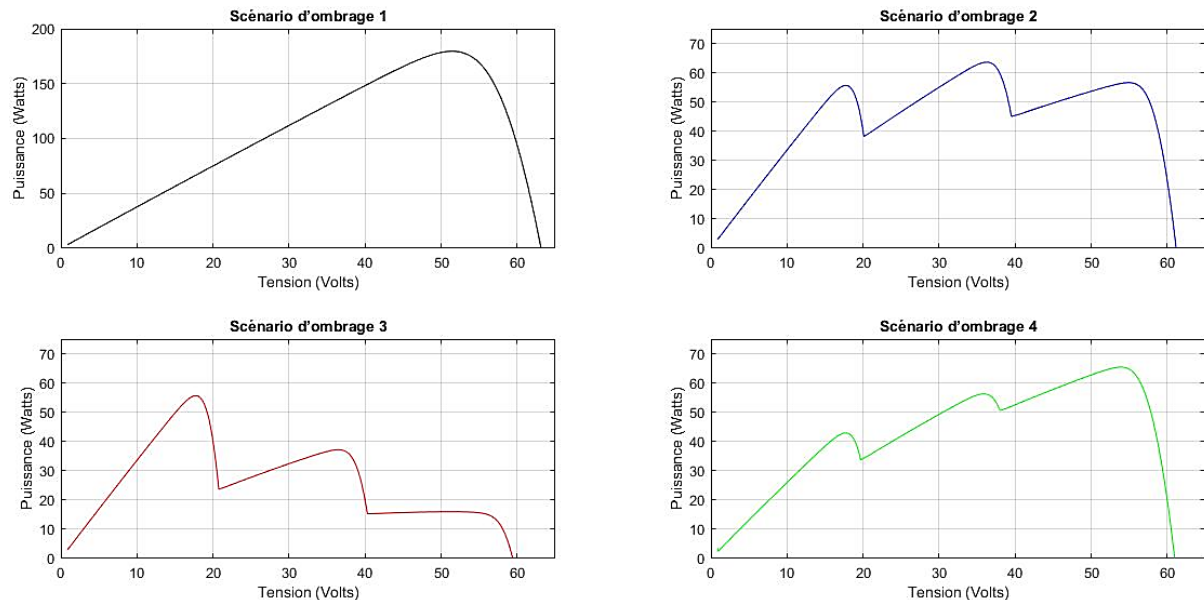 Scénario d'ombrage 1
200
150
100
50
0
Puissance (Watts)
0 10 20 30 40 50 60
Tension (Volts)
Scénario d'ombrage 2
70
60
50
40
30
20
10
0
Puissance (Watts)
0 10 20 30 40 50 60
Tension (Volts)
Scénario d'ombrage 3
70
60
50
40
30
20
10
0
Puissance (Watts)
0 10 20 30 40 50 60
Tension (Volts)
Scénario d'ombrage 4
70
60
50
40
30
20
10
0
Puissance (Watts)
0 10 20 30 40 50 60
Tension (Volts)